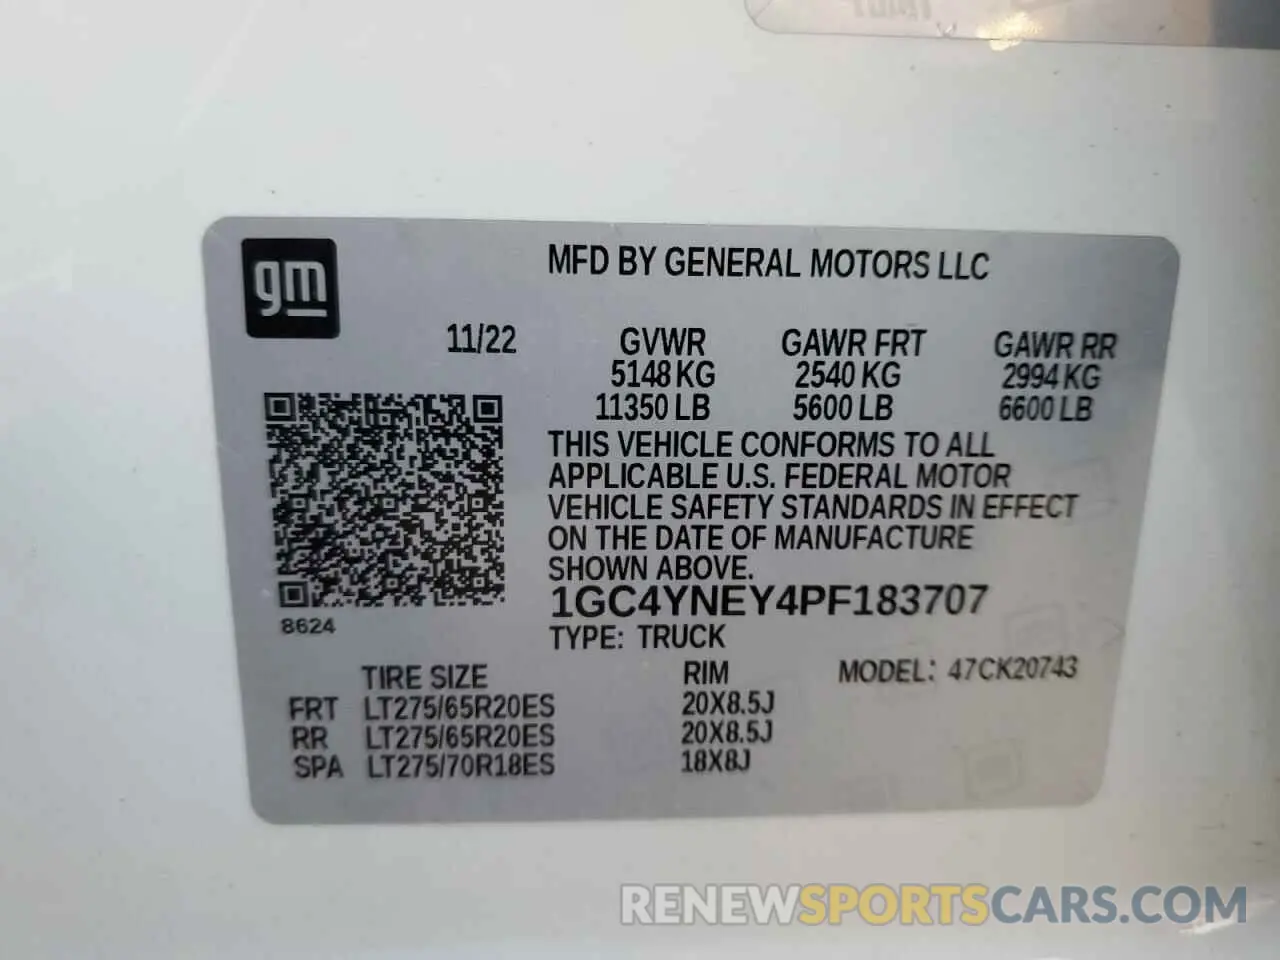 gm
MFD BY GENERAL MOTORS LLC
11/22 GVWR GAWR FRT GAWR RR
5148 KG 2540 KG 2994 KG
11350 LB 5600 LB 6600 LB
THIS VEHICLE CONFORMS TO ALL
APPLICABLE U.S. FEDERAL MOTOR
VEHICLE SAFETY STANDARDS IN EFFECT
ON THE DATE OF MANUFACTURE
SHOWN ABOVE.
1GC4YNEY4PF183707
8624
TYPE: TRUCK
TIRE SIZE RIM MODEL: 47CK20743
FRT LT275/65R20ES 20X8.5J
RR LT275/65R20ES 20X8.5J
SPA LT275/70R18ES 18X8J
RENEWSPORTSCARS.COM